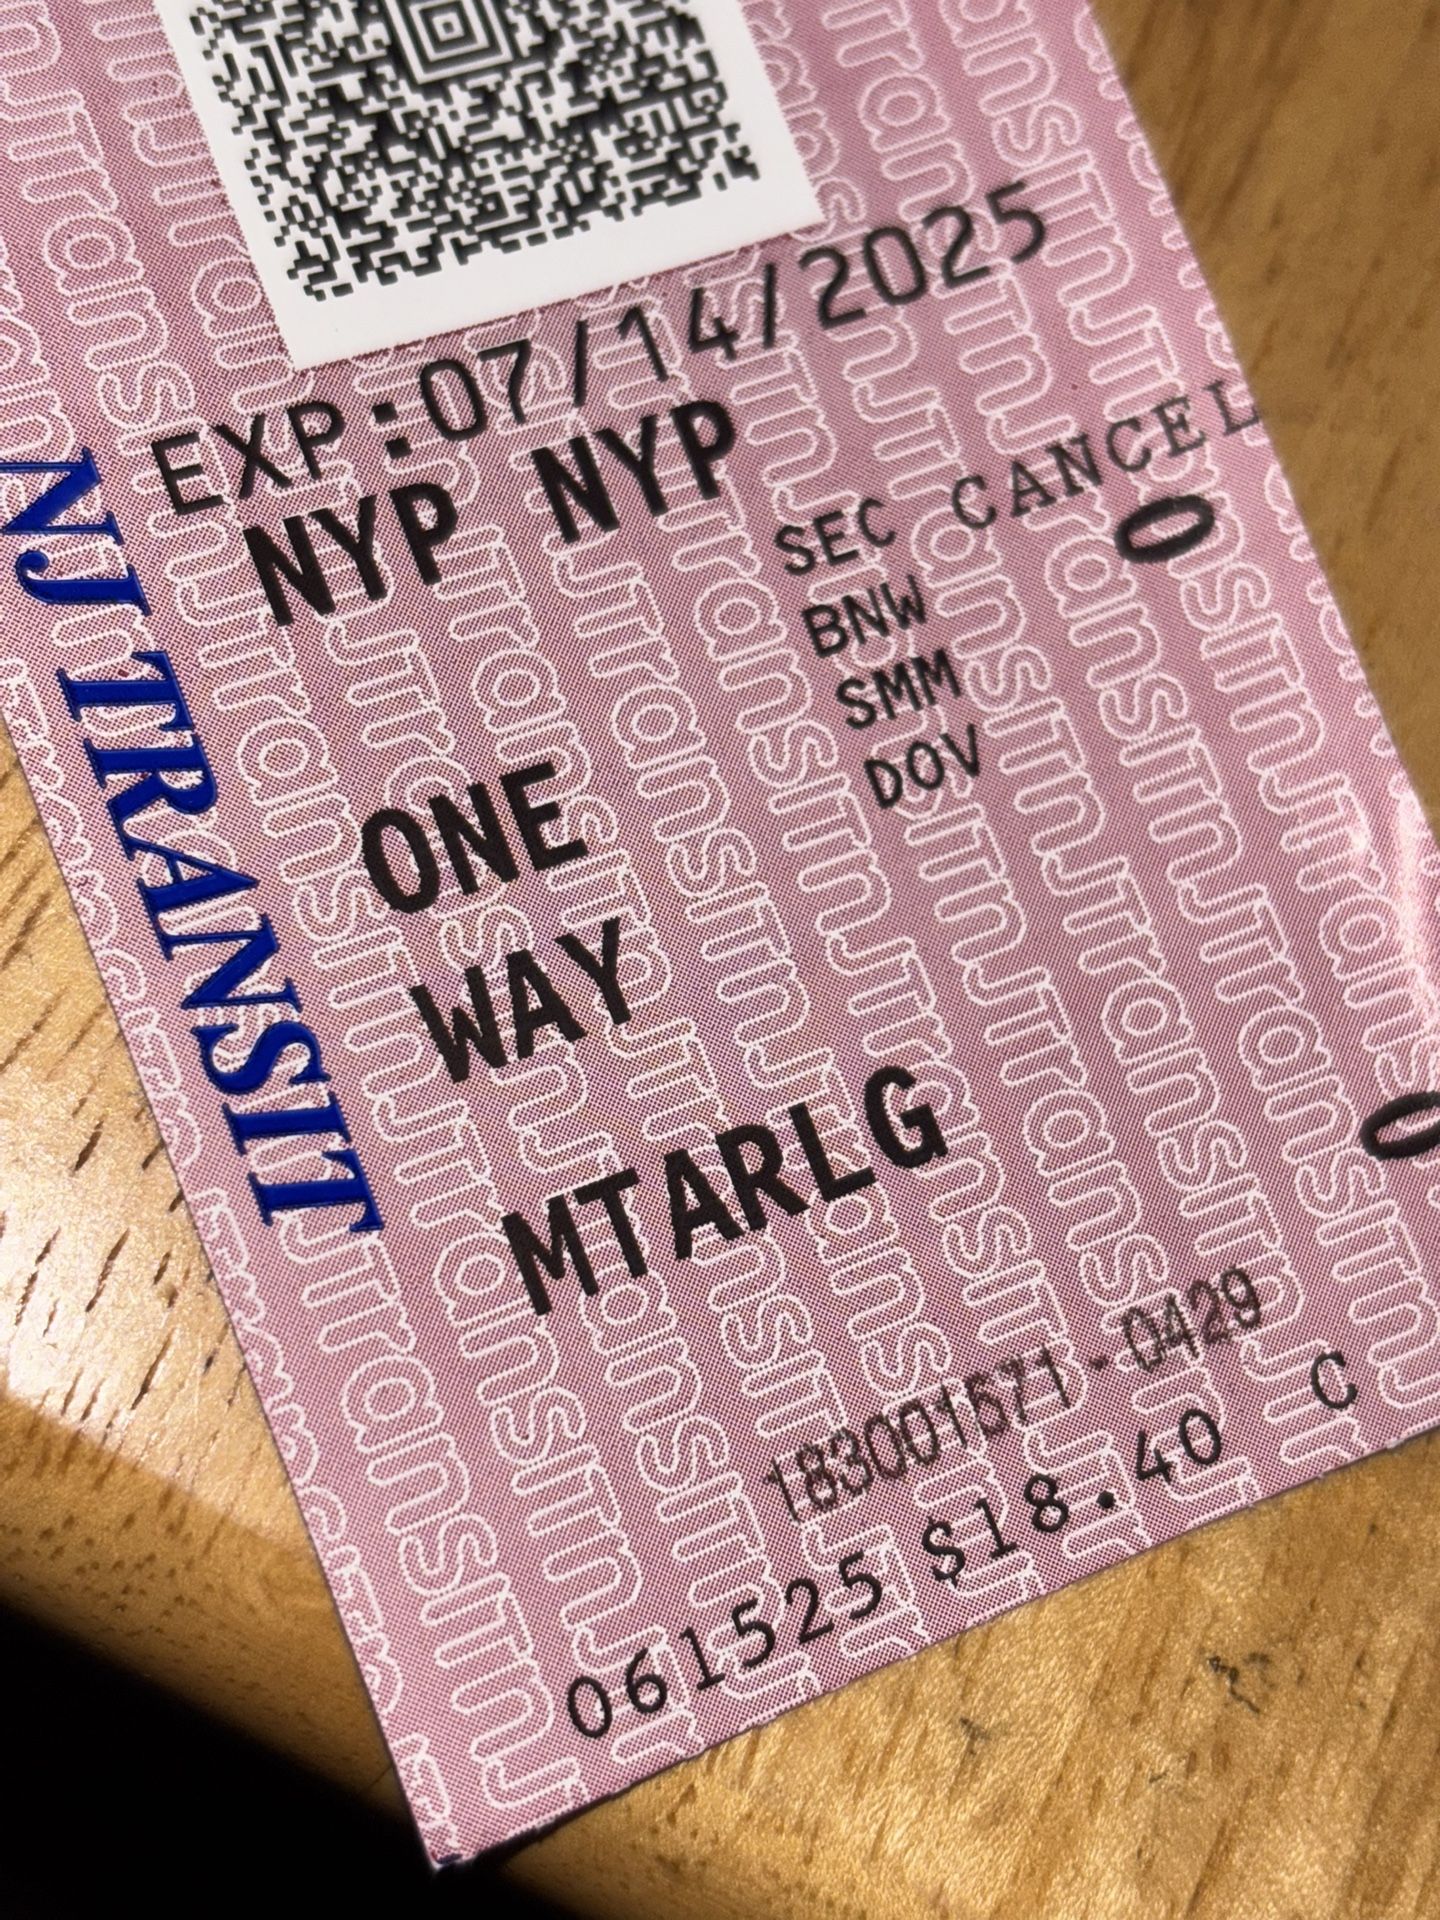 EXP:07/14/2025
NYP NYP
SEC CANCEL
BNW
SMM
DOV
0
NJ TRANSIT
ONE
WAY
MTARLG
0
183001671-0429
061525 $18.40 C